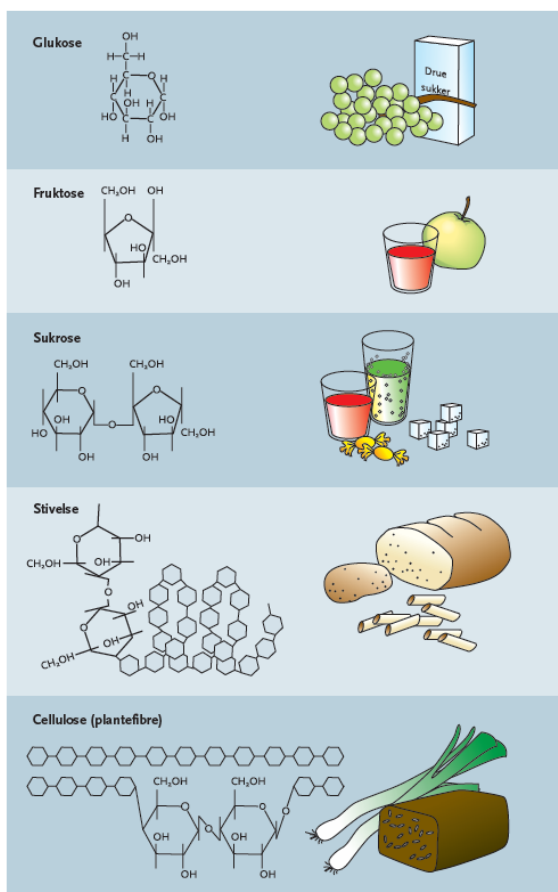 Glukose
OH
H C H
H C O H
C H C
OH H
HO C C OH
H OH
Drue
sukker
Fruktose
CH₂OH OH
O
HO
CH₂OH
OH
Sukrose
CH₂OH CH₂OH
O O
OH HO
HO O CH₂OH
OH OH
Stivelse
O OH
CH₂OH OH
O
OH
O
OH
CH₂OH
Cellulose (plantefibre)
CH₂OH CH₂OH
O O O
OH O OH
OH OH